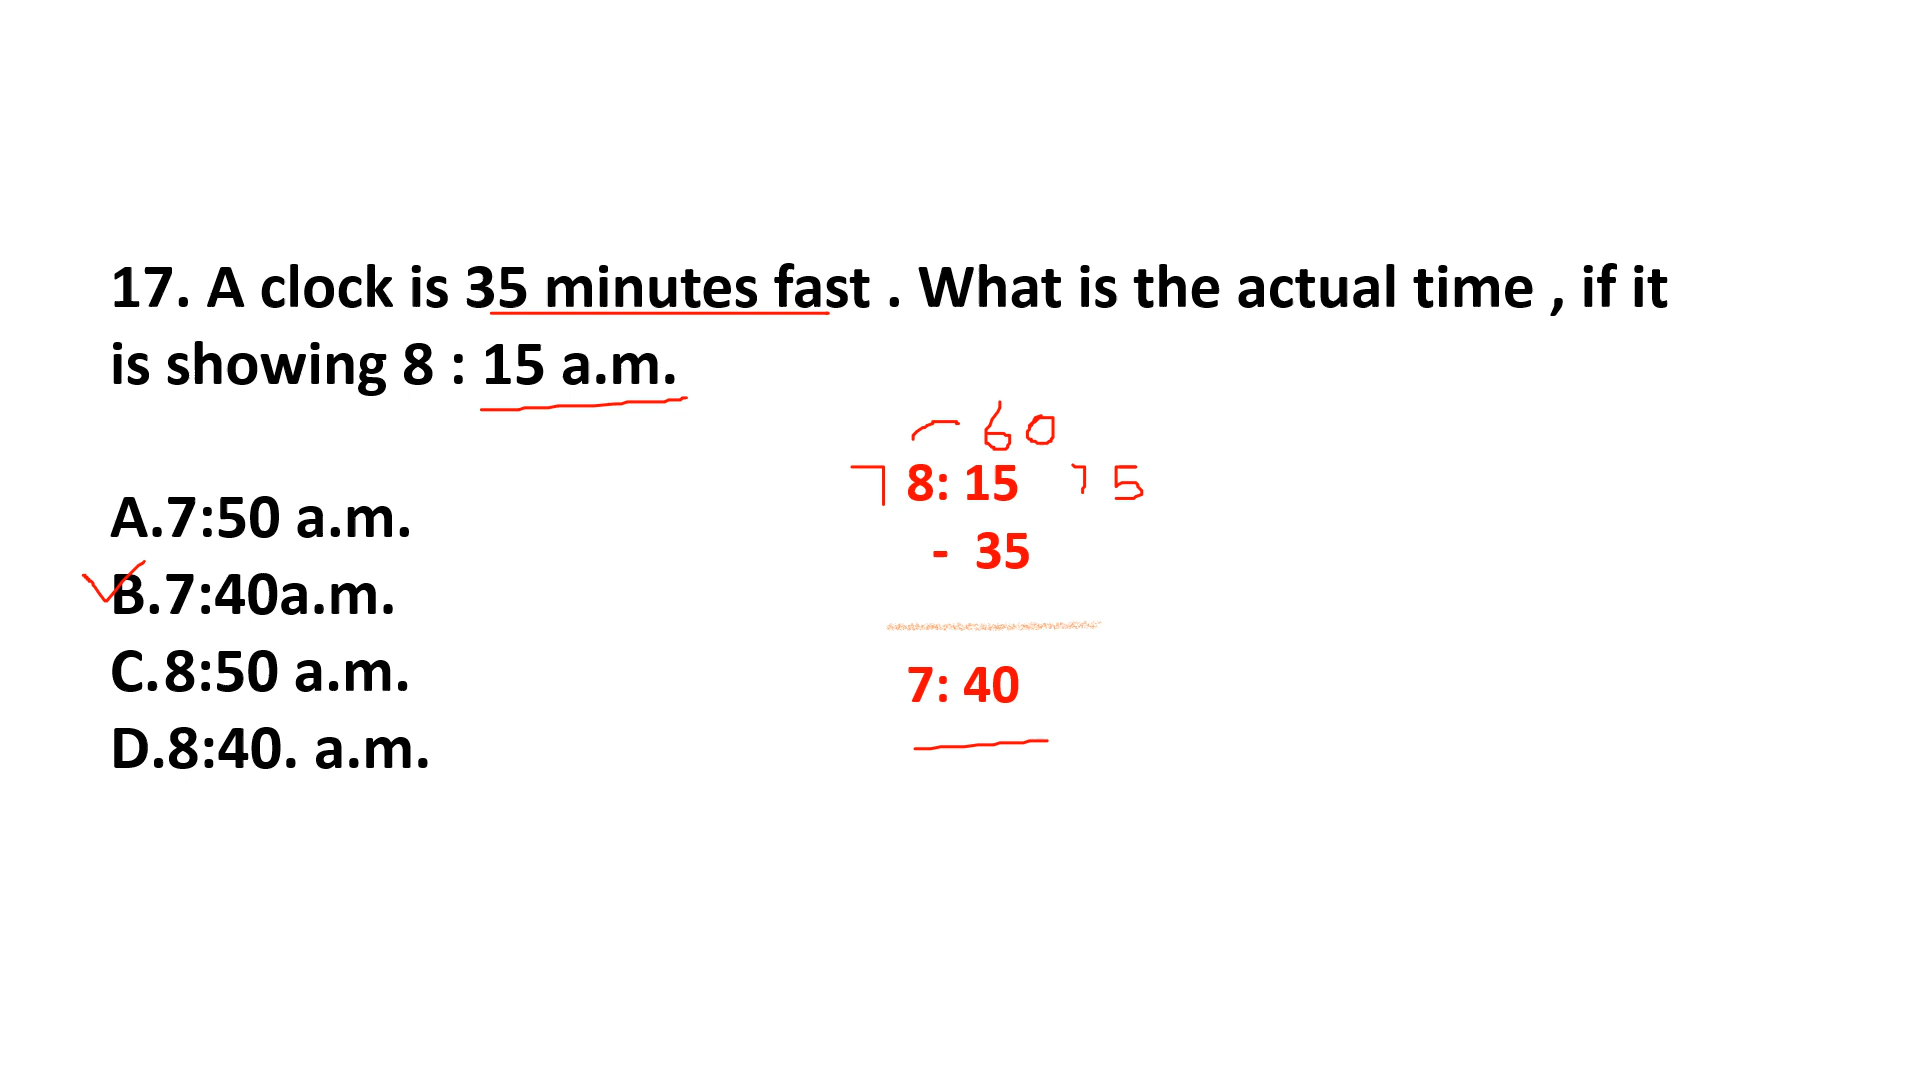 17. A clock is 35 minutes fast . What is the actual time , if it
is showing 8 : 15 a.m.
A.7:50 a.m.
B.7:40a.m.
C.8:50 a.m.
D.8:40. a.m.
60
7 8: 15 75
- 35
7: 40